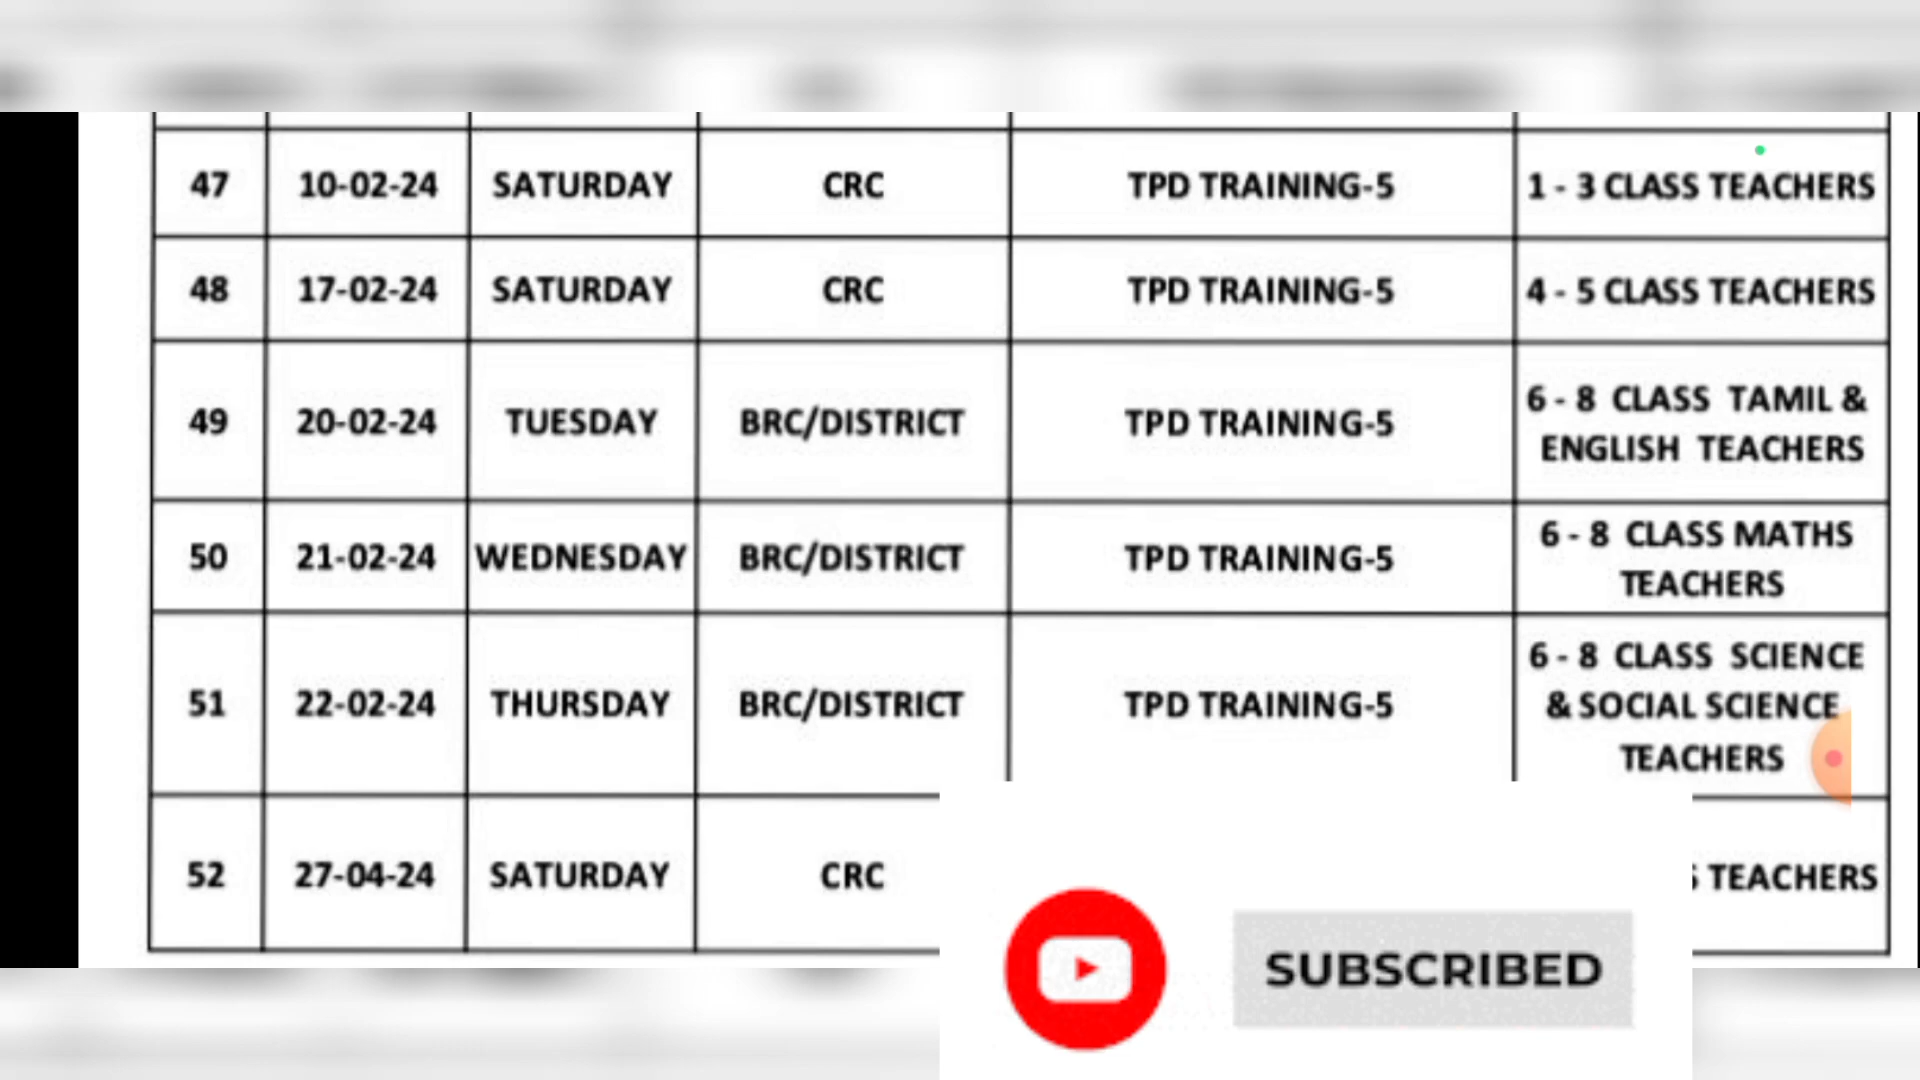 47 10-02-24 SATURDAY CRC TPD TRAINING-5 1 - 3 CLASS TEACHERS
48 17-02-24 SATURDAY CRC TPD TRAINING-5 4 - 5 CLASS TEACHERS
49 20-02-24 TUESDAY BRC/DISTRICT TPD TRAINING-5 6 - 8 CLASS TAMIL &
ENGLISH TEACHERS
50 21-02-24 WEDNESDAY BRC/DISTRICT TPD TRAINING-5 6 - 8 CLASS MATHS
TEACHERS
51 22-02-24 THURSDAY BRC/DISTRICT TPD TRAINING-5 6 - 8 CLASS SCIENCE
& SOCIAL SCIENCE
TEACHERS
52 27-04-24 SATURDAY CRC TEACHERS
SUBSCRIBED